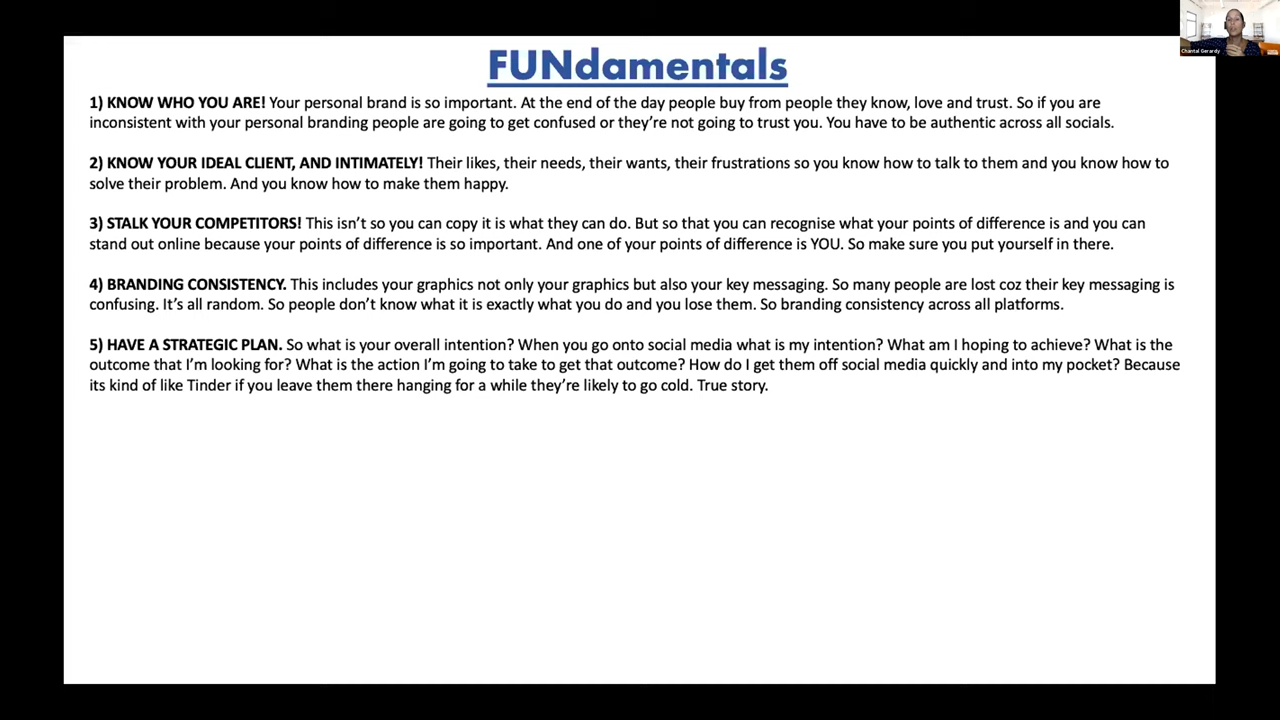 Chantal Gerardy
FUNdamentals
1) KNOW WHO YOU ARE! Your personal brand is so important. At the end of the day people buy from people they know, love and trust. So if you are
inconsistent with your personal branding people are going to get confused or they're not going to trust you. You have to be authentic across all socials.
2) KNOW YOUR IDEAL CLIENT, AND INTIMATELY! Their likes, their needs, their wants, their frustrations so you know how to talk to them and you know how to
solve their problem. And you know how to make them happy.
3) STALK YOUR COMPETITORS! This isn't so you can copy it is what they can do. But so that you can recognise what your points of difference is and you can
stand out online because your points of difference is so important. And one of your points of difference is YOU. So make sure you put yourself in there.
4) BRANDING CONSISTENCY. This includes your graphics not only your graphics but also your key messaging. So many people are lost coz their key messaging is
confusing. It's all random. So people don't know what it is exactly what you do and you lose them. So branding consistency across all platforms.
5) HAVE A STRATEGIC PLAN. So what is your overall intention? When you go onto social media what is my intention? What am I hoping to achieve? What is the
outcome that I'm looking for? What is the action I'm going to take to get that outcome? How do I get them off social media quickly and into my pocket? Because
its kind of like Tinder if you leave them there hanging for a while they're likely to go cold. True story.